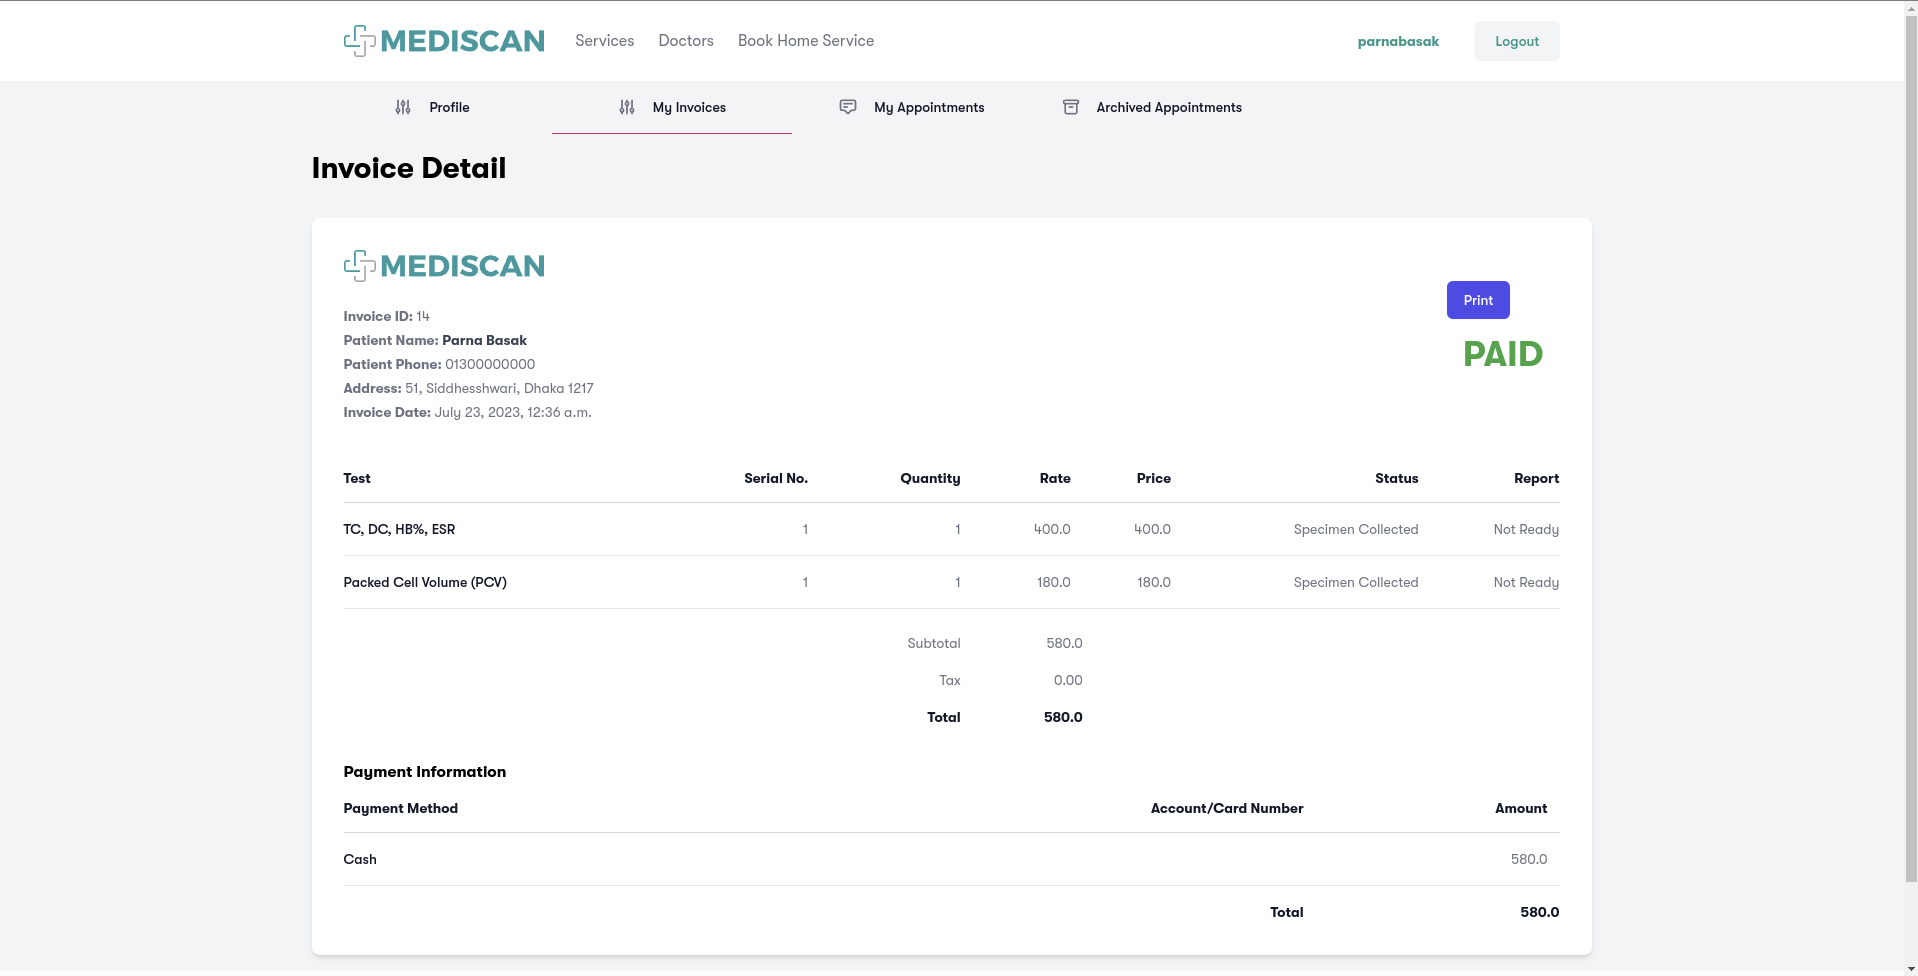 MEDISCAN Services Doctors Book Home Service parnabasak Logout
Profile My Invoices My Appointments Archived Appointments
Invoice Detail
MEDISCAN
Print
PAID
Invoice ID: 14
Patient Name: Parna Basak
Patient Phone: 01300000000
Address: 51, Siddhesshwari, Dhaka 1217
Invoice Date: July 23, 2023, 12:36 a.m.
Test Serial No. Quantity Rate Price Status Report
TC, DC, HB%, ESR 1 1 400.0 400.0 Specimen Collected Not Ready
Packed Cell Volume (PCV) 1 1 180.0 180.0 Specimen Collected Not Ready
Subtotal 580.0
Tax 0.00
Total 580.0
Payment Information
Payment Method Account/Card Number Amount
Cash 580.0
Total 580.0